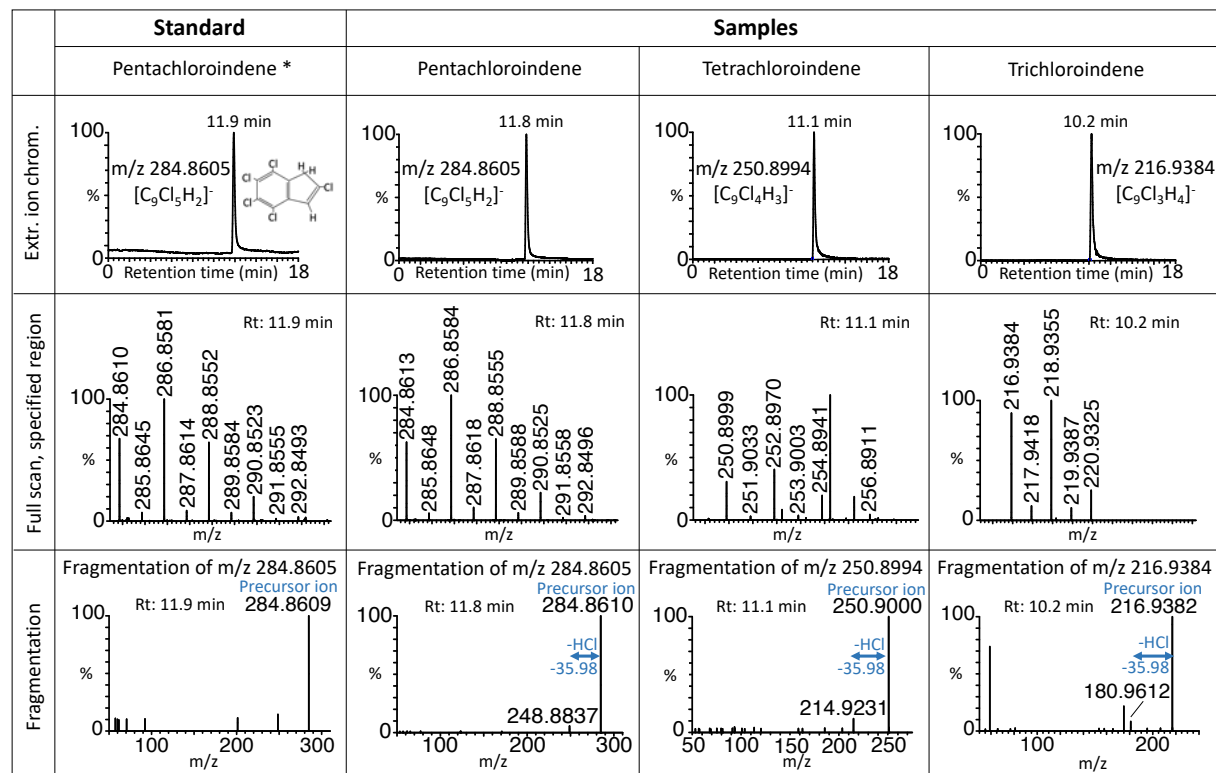 Standard
Samples
Pentachloroindene *
Pentachloroindene
Tetrachloroindene
Trichloroindene
Extr. ion chrom.
100
%
0
11.9 min
m/z 284.8605
[C₉Cl₅H₂]⁻
Cl
Cl
Cl
Cl
Cl
H
H
H
0
Retention time (min)
18
100
%
0
11.8 min
m/z 284.8605
[C₉Cl₅H₂]⁻
0
Retention time (min)
18
100
%
0
11.1 min
m/z 250.8994
[C₉Cl₄H₃]⁻
0
Retention time (min)
18
100
%
0
10.2 min
m/z 216.9384
[C₉Cl₃H₄]⁻
0
Retention time (min)
18
Full scan, specified region
Rt: 11.9 min
100
%
0
284.8610
285.8645
286.8581
287.8614
288.8552
289.8584
290.8523
291.8555
292.8493
m/z
Rt: 11.8 min
100
%
0
284.8613
285.8648
286.8584
287.8618
288.8555
289.8588
290.8525
291.8558
292.8496
m/z
Rt: 11.1 min
100
%
0
250.8999
251.9033
252.8970
253.9003
254.8941
256.8911
m/z
Rt: 10.2 min
100
%
0
216.9384
217.9418
218.9355
219.9387
220.9325
m/z
Fragmentation
Fragmentation of m/z 284.8605
Precursor ion
Rt: 11.9 min
284.8609
100
%
0
100
200
300
m/z
Fragmentation of m/z 284.8605
Precursor ion
Rt: 11.8 min
284.8610
-HCl
-35.98
248.8837
100
%
0
100
200
300
m/z
Fragmentation of m/z 250.8994
Precursor ion
Rt: 11.1 min
250.9000
-HCl
-35.98
214.9231
100
%
0
50
100
150
200
250
m/z
Fragmentation of m/z 216.9384
Precursor ion
Rt: 10.2 min
216.9382
-HCl
-35.98
180.9612
100
%
0
100
200
m/z